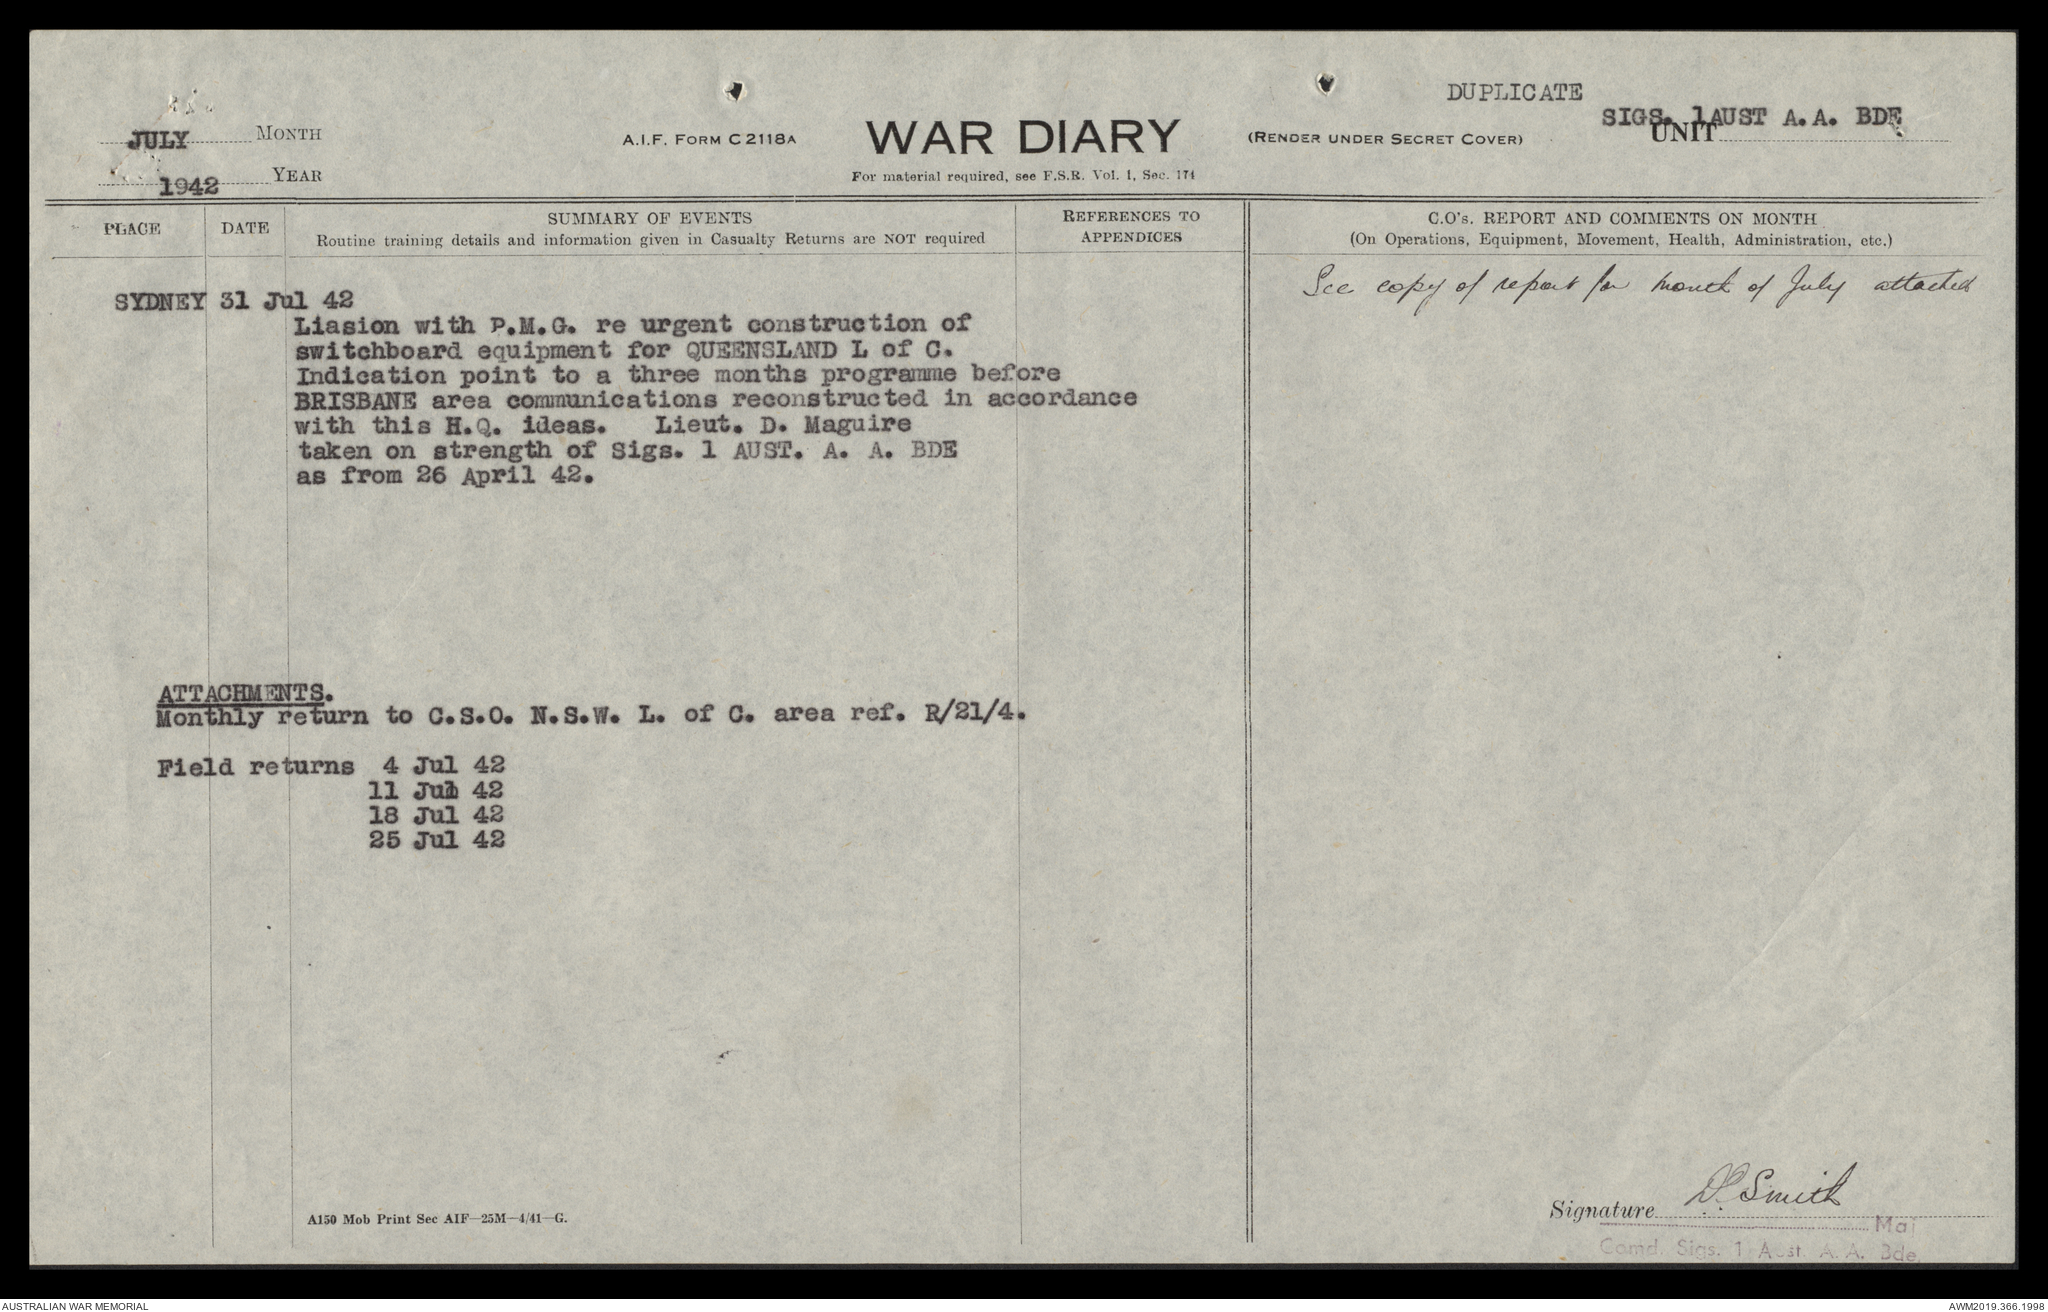 DUPLICATE
JULY MONTH
A.I.F. FORM C2118A
WAR DIARY
(RENDER UNDER SECRET COVER)
SIGS. 1AUST A.A. BDE
UNIT
1942 YEAR
For material required, see F.S.R. Vol. 1, Sec. 174
PLACE
DATE
SUMMARY OF EVENTS
Routine training details and information given in Casualty Returns are NOT required
REFERENCES TO
APPENDICES
C.O's. REPORT AND COMMENTS ON MONTH
(On Operations, Equipment, Movement, Health, Administration, etc.)
SYDNEY 31 Jul 42
Liasion with P.M.G. re urgent construction of
switchboard equipment for QUEENSLAND L of C.
Indication point to a three months programme before
BRISBANE area communications reconstructed in accordance
with this H.Q. ideas. Lieut. D. Maguire
taken on strength of Sigs. 1 AUST. A. A. BDE
as from 26 April 42.
See copy of report for month of July attached
ATTACHMENTS.
Monthly return to C.S.O. N.S.W. L. of C. area ref. R/21/4.
Field returns 4 Jul 42
11 Jul 42
18 Jul 42
25 Jul 42
A150 Mob Print Sec AIF—25M—4/41—G.
Signature Smith
Maj
Comd. Sigs. 1 Aust. A. A. Bde.
AUSTRALIAN WAR MEMORIAL
AWM2019.366.1998